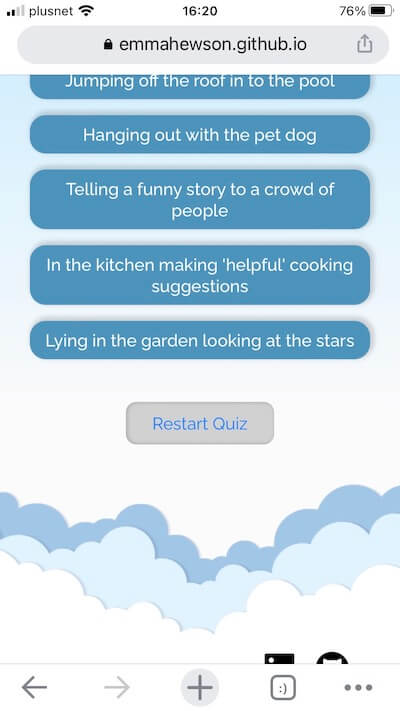 plusnet 16:20 76%
emmahewson.github.io
Jumping off the roof in to the pool
Hanging out with the pet dog
Telling a funny story to a crowd of
people
In the kitchen making 'helpful' cooking
suggestions
Lying in the garden looking at the stars
Restart Quiz
:)